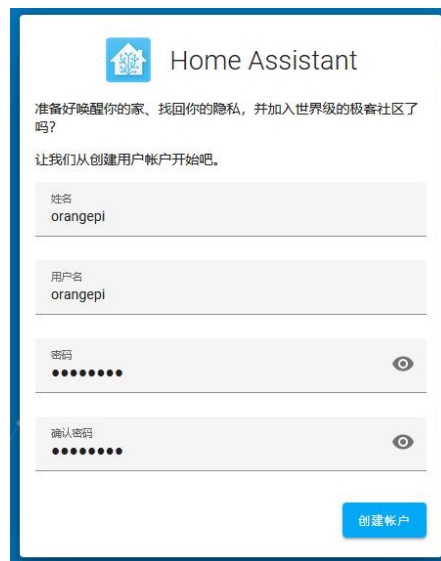 Home Assistant
准备好唤醒你的家、找回你的隐私，并加入世界级的极客社区了
吗?
让我们从创建用户帐户开始吧。
姓名
orangepi
用户名
orangepi
密码
●●●●●●●●
确认密码
●●●●●●●●
创建帐户